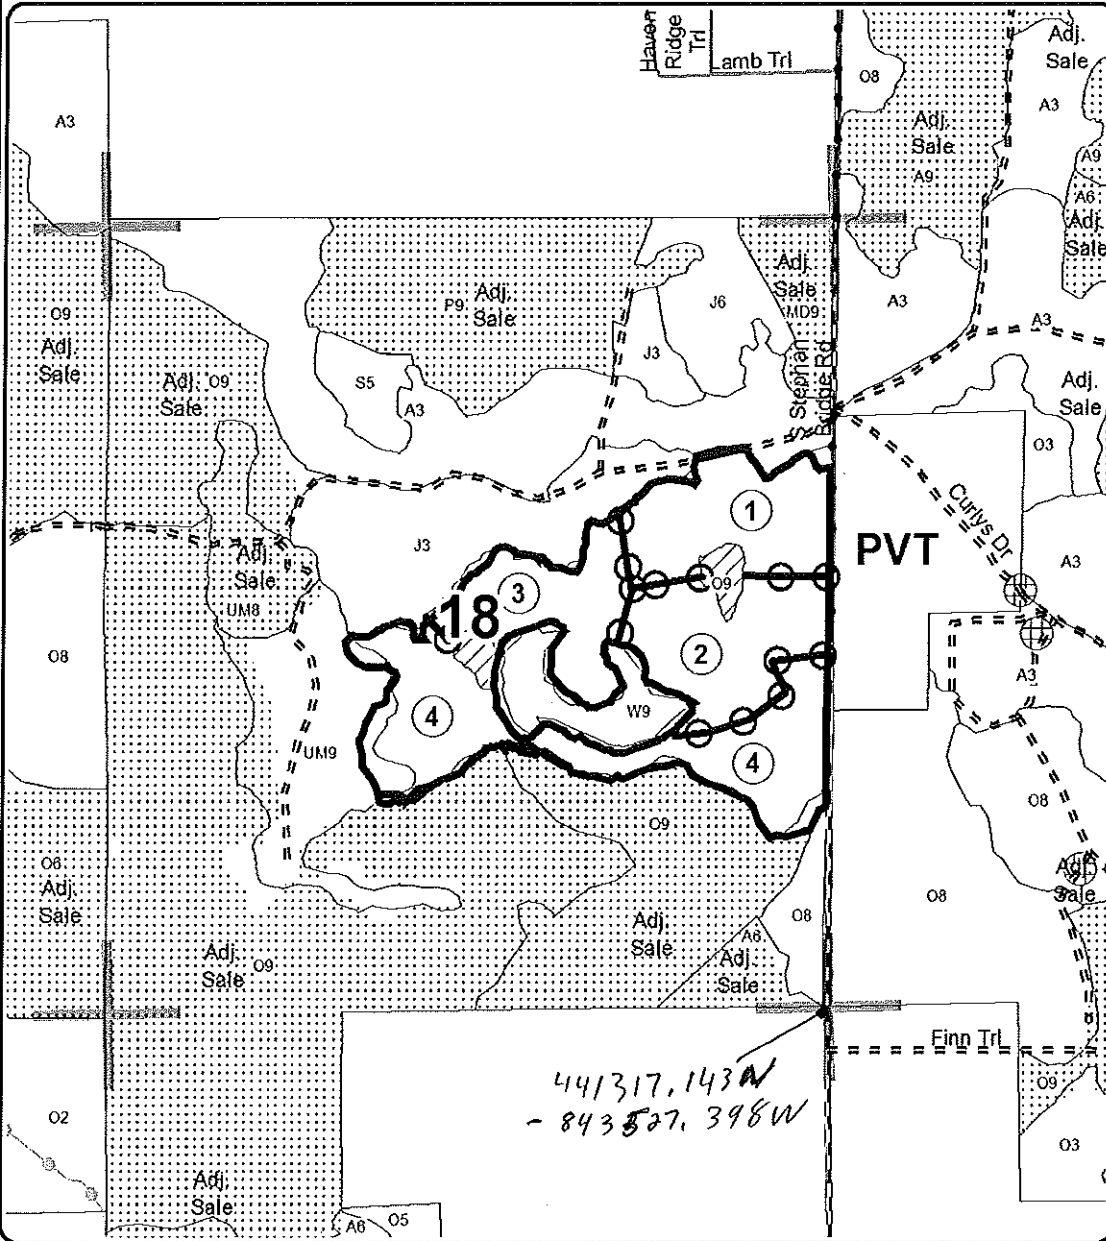 Haven
Ridge
Trl
Lamb Trl
O8
Adj.
Sale
A3
A3
Adj.
Sale
A9
A9
A6
Adj.
Sale
O9
Adj.
Sale
Adj.
Sale
O9
P9
Adj.
Sale
J6
Adj.
Sale
MD9
A3
A3
J3
S5
A3
S Stephan
Bridge Rd
Adj.
Sale
O3
1
Curlys Dr
PVT
A3
J3
Adj.
Sale
UM8
3
O9
18
O8
2
A3
4
W9
UM9
4
O8
O9
O6
Adj.
Sale
Adj.
Sale
O8
Adj.
Sale
O8
A6
Adj.
Sale
Adj.
Sale
O9
Finn Trl
441317.143N
- 843527.398W
O9
O2
O3
Adj.
Sale
A6
O5